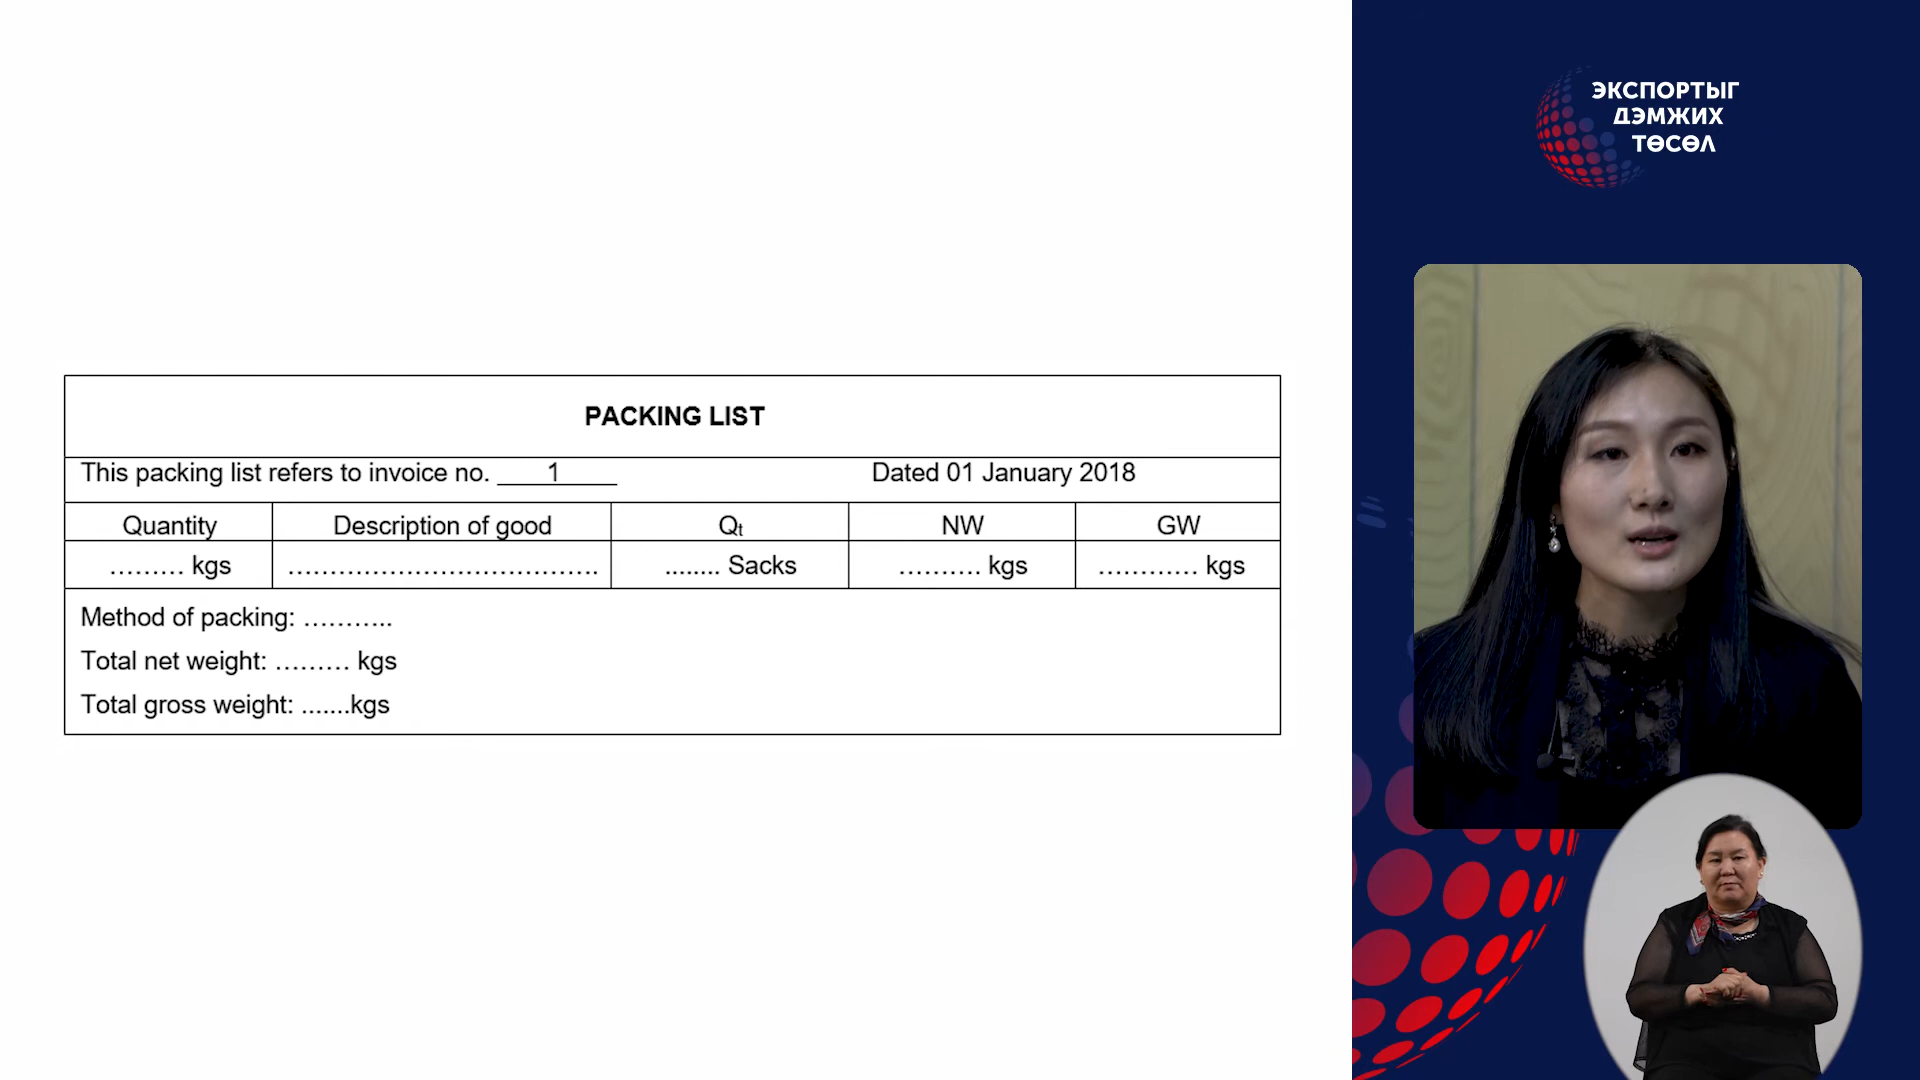 ЭКСПОРТЫГ
ДЭМЖИХ
ТӨСӨЛ
PACKING LIST
This packing list refers to invoice no. ____1____ Dated 01 January 2018
Quantity Description of good Qt NW GW
……… kgs ………………………………. ........ Sacks ………. kgs ………… kgs
Method of packing: ………..
Total net weight: ……… kgs
Total gross weight: .......kgs